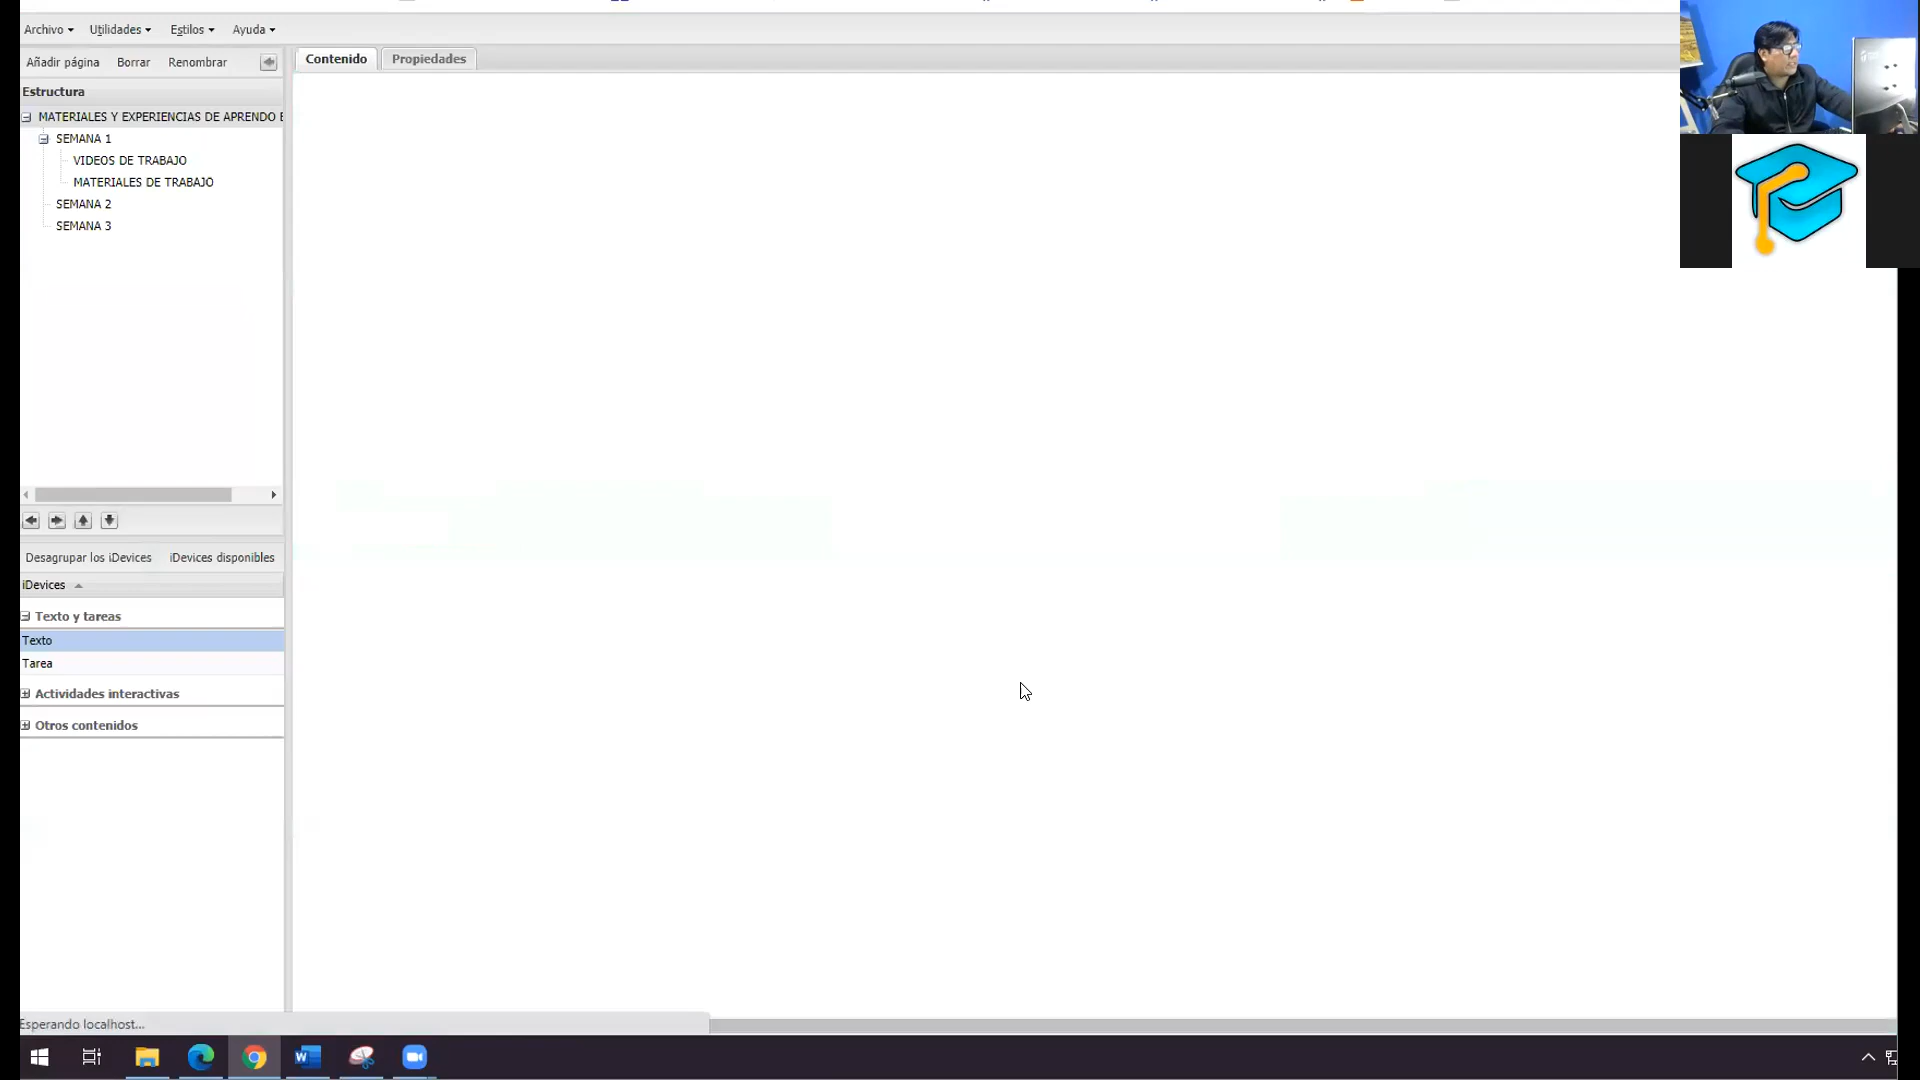 Archivo
Utilidades
Estilos
Ayuda
Añadir página
Borrar
Renombrar
Contenido
Propiedades
Estructura
MATERIALES Y EXPERIENCIAS DE APRENDO E
SEMANA 1
VIDEOS DE TRABAJO
MATERIALES DE TRABAJO
SEMANA 2
SEMANA 3
Desagrupar los iDevices
iDevices disponibles
iDevices
Texto y tareas
Texto
Tarea
Actividades interactivas
Otros contenidos
Esperando localhost...